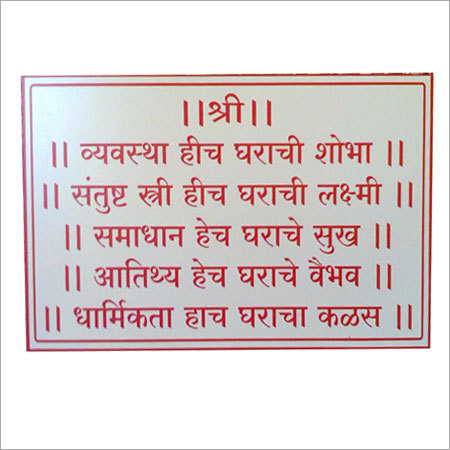 ||श्री||
|| व्यवस्था हीच घराची शोभा ||
|| संतुष्ट स्त्री हीच घराची लक्ष्मी ||
|| समाधान हेच घराचे सुख ||
|| आतिथ्य हेच घराचे वैभव ||
|| धार्मिकता हाच घराचा कळस ||